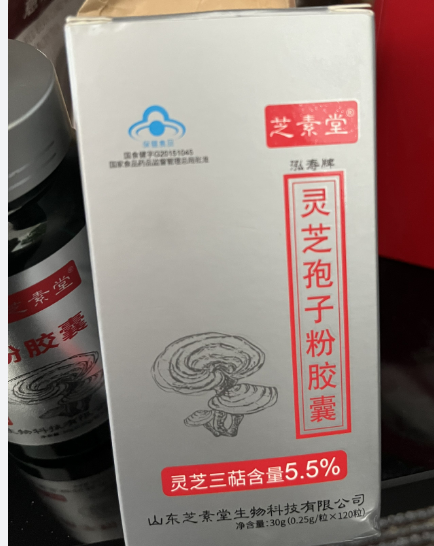 保健食品
国食健字G20151045
国家食品药品监督管理总局批准
芝素堂®
泓寿牌
灵芝孢子粉胶囊
灵芝三萜含量5.5%
山东芝素堂生物科技有限公司
净含量:30g(0.25g/粒×120粒)
芝素堂®
粉胶囊